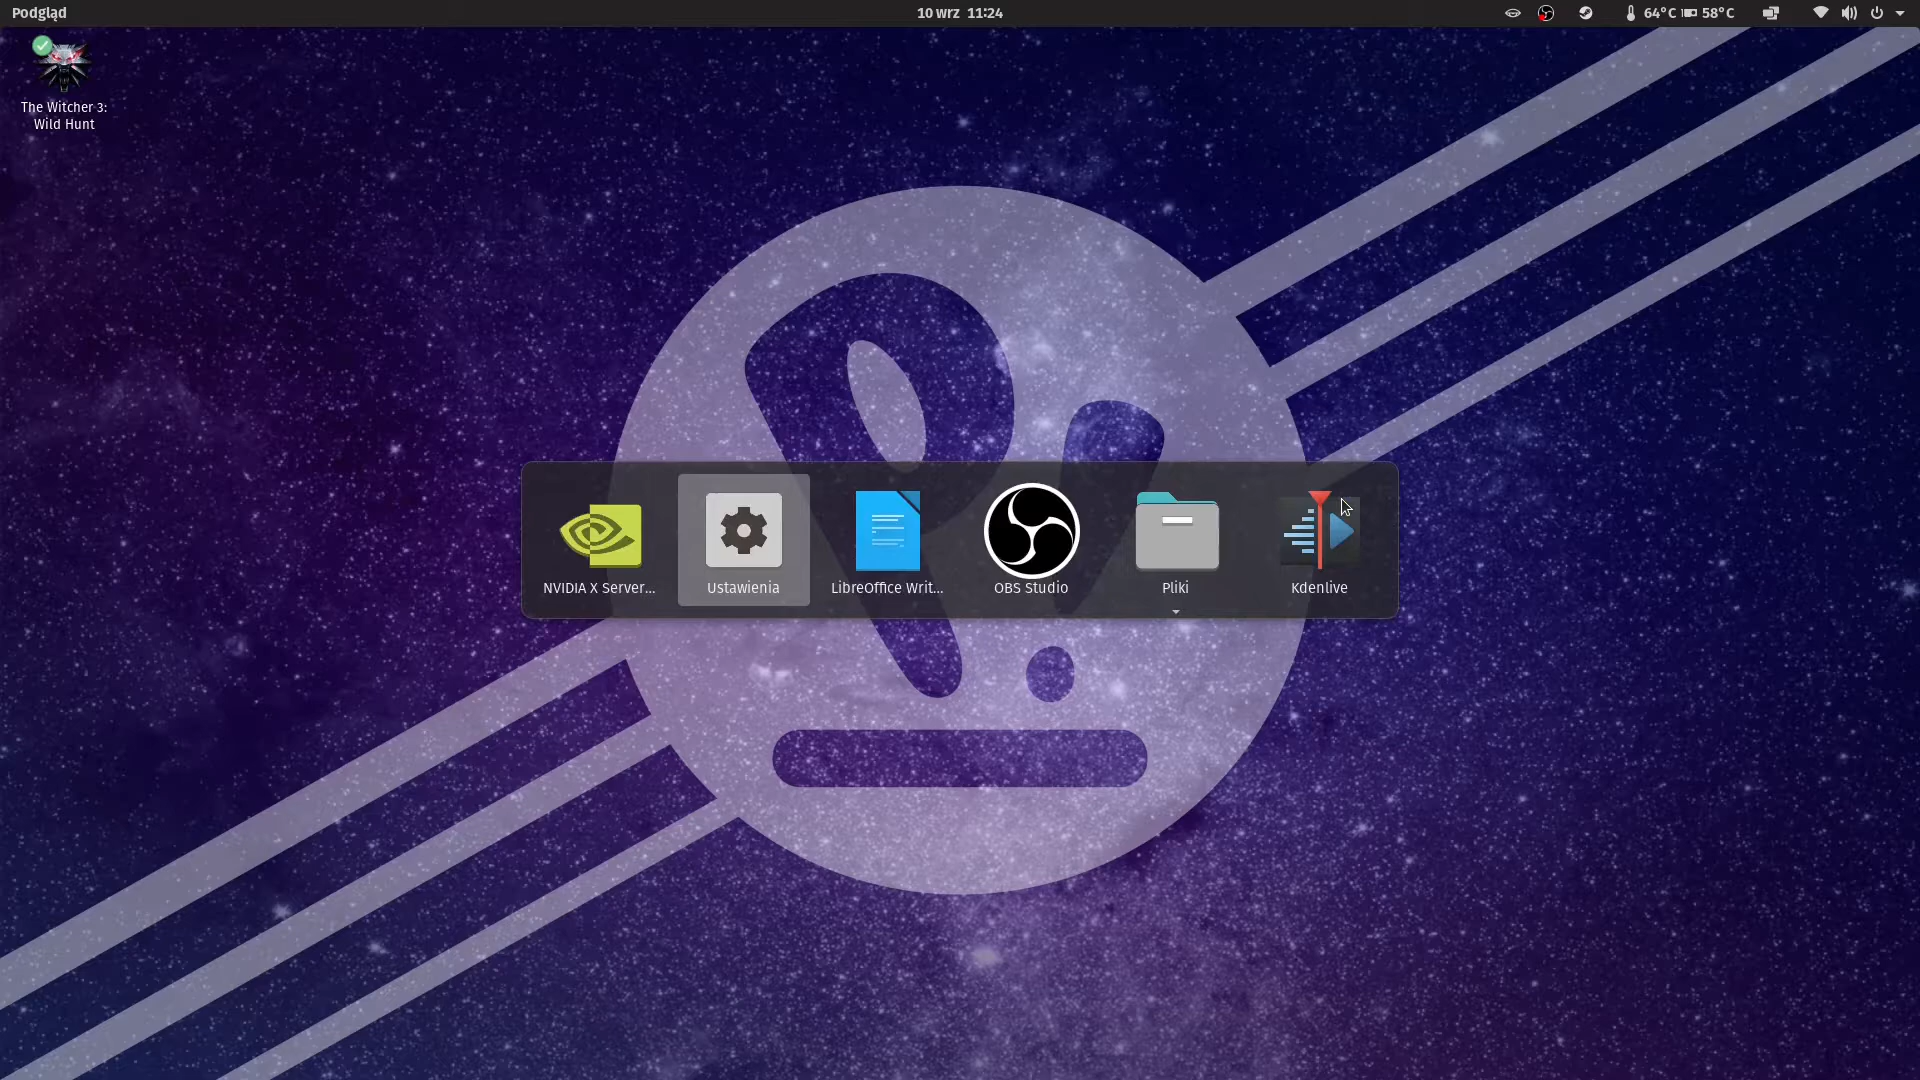 Podgląd
10 wrz 11:24
64°C 58°C
The Witcher 3:
Wild Hunt
NVIDIA X Server...
Ustawienia
LibreOffice Writ...
OBS Studio
Pliki
Kdenlive